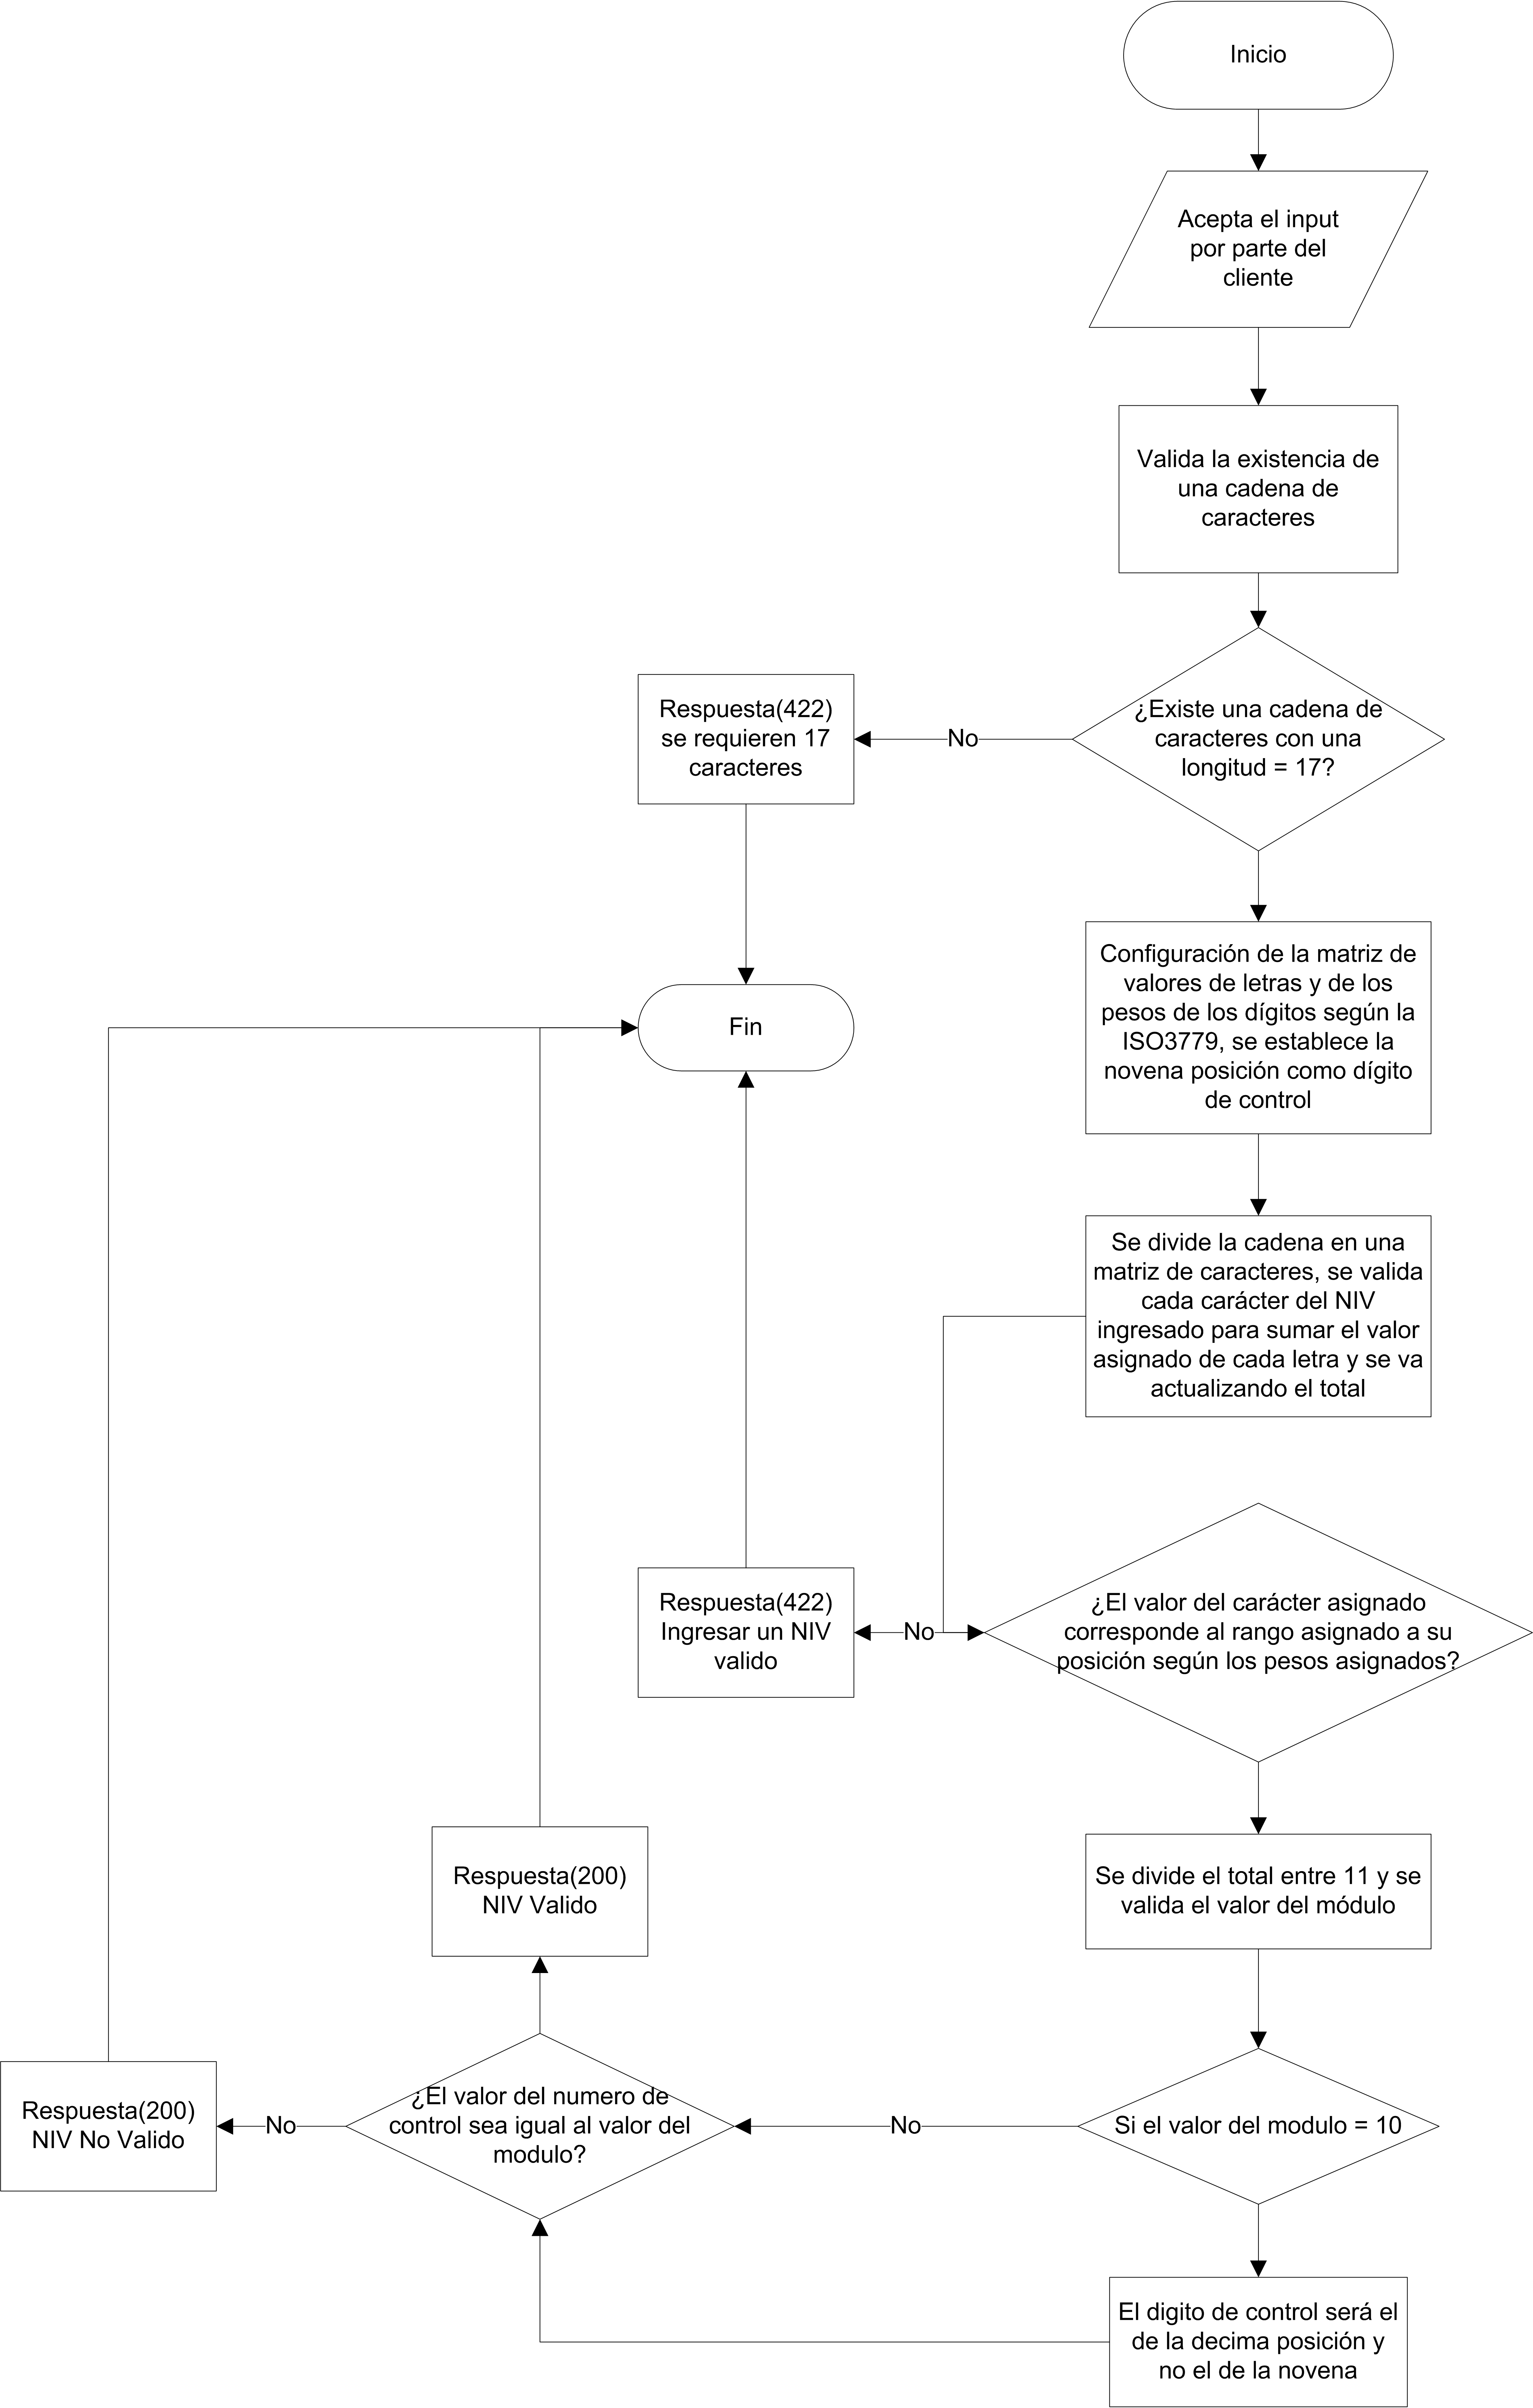 Inicio
Acepta el input
por parte del
cliente
Valida la existencia de
una cadena de
caracteres
¿Existe una cadena de
caracteres con una
longitud = 17?
No
Respuesta(422)
se requieren 17
caracteres
Fin
Configuración de la matriz de
valores de letras y de los
pesos de los dígitos según la
ISO3779, se establece la
novena posición como dígito
de control
Se divide la cadena en una
matriz de caracteres, se valida
cada carácter del NIV
ingresado para sumar el valor
asignado de cada letra y se va
actualizando el total
¿El valor del carácter asignado
corresponde al rango asignado a su
posición según los pesos asignados?
No
Respuesta(422)
Ingresar un NIV
valido
Se divide el total entre 11 y se
valida el valor del módulo
Si el valor del modulo = 10
No
El digito de control será el
de la decima posición y
no el de la novena
¿El valor del numero de
control sea igual al valor del
modulo?
Respuesta(200)
NIV Valido
No
Respuesta(200)
NIV No Valido